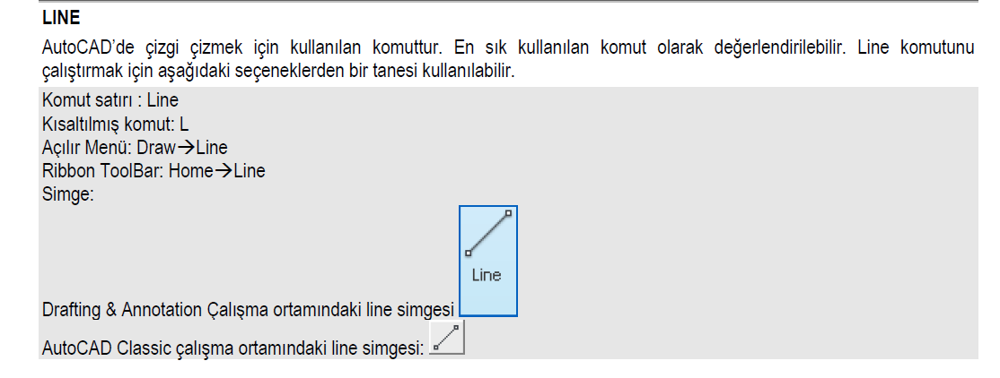 LINE
AutoCAD'de çizgi çizmek için kullanılan komuttur. En sık kullanılan komut olarak değerlendirilebilir. Line komutunu
çalıştırmak için aşağıdaki seçeneklerden bir tanesi kullanılabilir.
Komut satırı : Line
Kısaltılmış komut: L
Açılır Menü: Draw→Line
Ribbon ToolBar: Home→Line
Simge:
Line
Drafting & Annotation Çalışma ortamındaki line simgesi
AutoCAD Classic çalışma ortamındaki line simgesi: